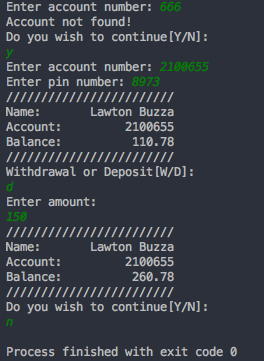 Enter account number: 666
Account not found!
Do you wish to continue[Y/N]:
y
Enter account number: 2100655
Enter pin number: 8973
////////////////////////
Name:       Lawton Buzza
Account:         2100655
Balance:          110.78
////////////////////////
Withdrawal or Deposit[W/D]:
d
Enter amount:
150
////////////////////////
Name:       Lawton Buzza
Account:         2100655
Balance:          260.78
////////////////////////
Do you wish to continue[Y/N]:
n
Process finished with exit code 0